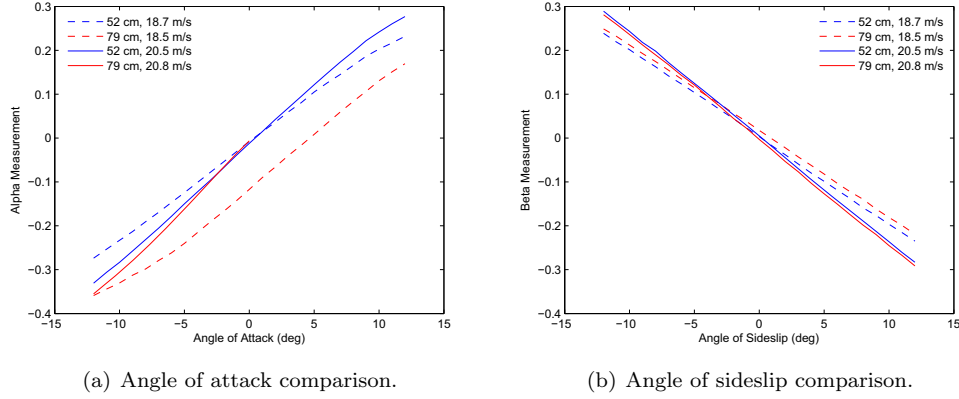 0.3
0.2
0.1
0
−0.1
−0.2
−0.3
−0.4
−15
−10
−5
0
5
10
15
Alpha Measurement
Angle of Attack (deg)
52 cm, 18.7 m/s
79 cm, 18.5 m/s
52 cm, 20.5 m/s
79 cm, 20.8 m/s
(a) Angle of attack comparison.
0.3
0.2
0.1
0
−0.1
−0.2
−0.3
−0.4
−15
−10
−5
0
5
10
15
Beta Measurement
Angle of Sideslip (deg)
52 cm, 18.7 m/s
79 cm, 18.5 m/s
52 cm, 20.5 m/s
79 cm, 20.8 m/s
(b) Angle of sideslip comparison.